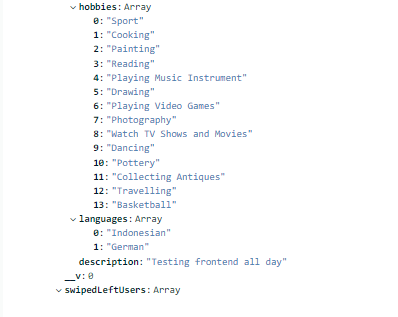 hobbies: Array
0: "Sport"
1: "Cooking"
2: "Painting"
3: "Reading"
4: "Playing Music Instrument"
5: "Drawing"
6: "Playing Video Games"
7: "Photography"
8: "Watch TV Shows and Movies"
9: "Dancing"
10: "Pottery"
11: "Collecting Antiques"
12: "Travelling"
13: "Basketball"
languages: Array
0: "Indonesian"
1: "German"
description: "Testing frontend all day"
__v: 0
swipedLeftUsers: Array